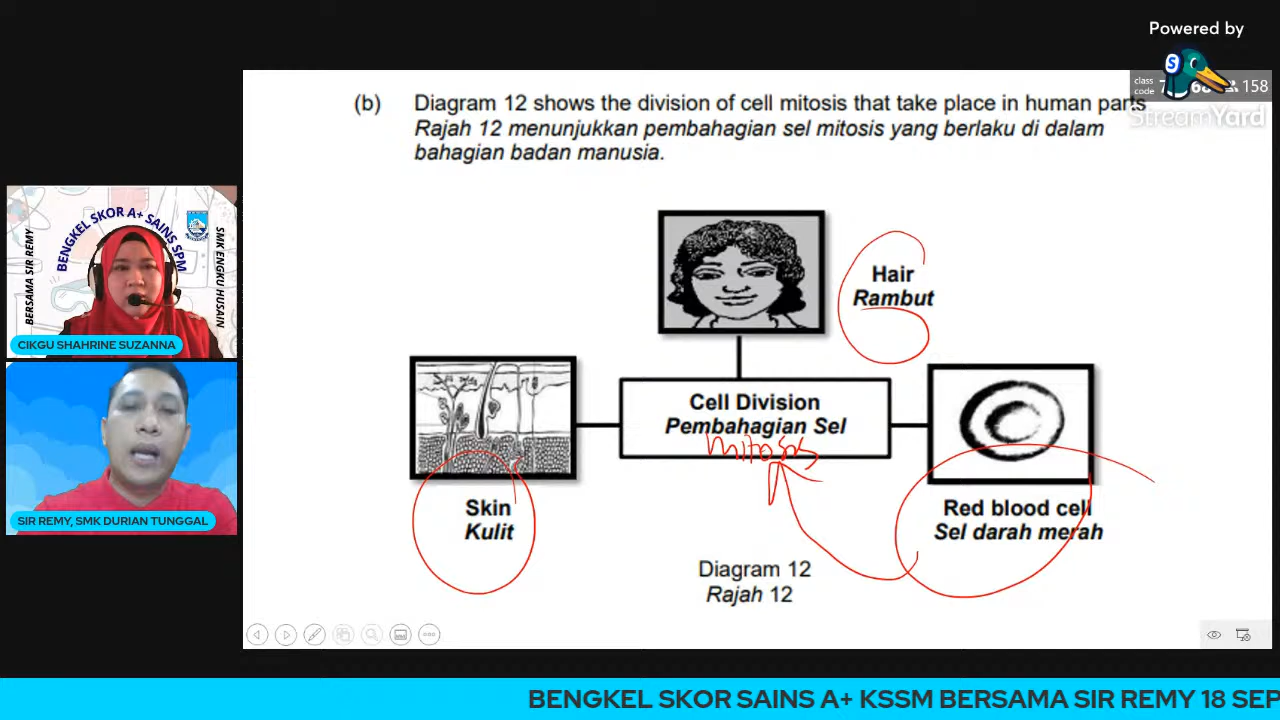 Powered by
StreamYard
class
code
158
(b) Diagram 12 shows the division of cell mitosis that take place in human parts
Rajah 12 menunjukkan pembahagian sel mitosis yang berlaku di dalam
bahagian badan manusia.
Hair
Rambut
Cell Division
Pembahagian Sel
mitosis
Skin
Kulit
Red blood cell
Sel darah merah
Diagram 12
Rajah 12
BENGKEL SKOR A+ SAINS SPM
BERSAMA SIR REMY
SMK ENGKU HUSAIN
CIKGU SHAHRINE SUZANNA
SIR REMY, SMK DURIAN TUNGGAL
BENGKEL SKOR SAINS A+ KSSM BERSAMA SIR REMY 18 SEP